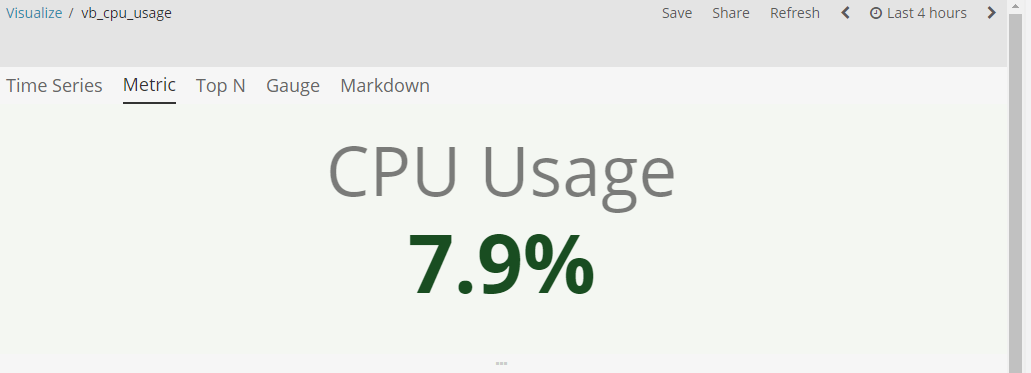 Visualize / vb_cpu_usage Save Share Refresh Last 4 hours
Time Series Metric Top N Gauge Markdown
CPU Usage
7.9%